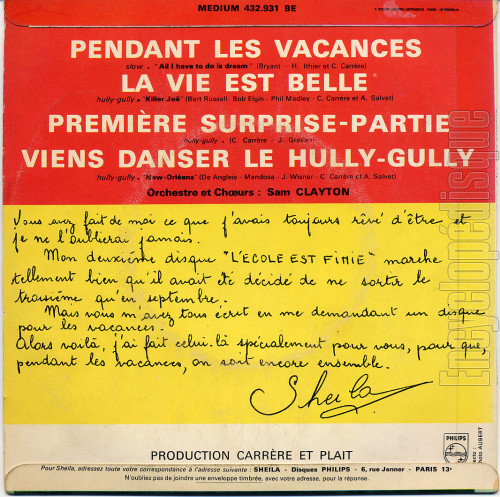 MEDIUM 432.931 BE
PENDANT LES VACANCES
slow - "All I have to do is dream" (Bryant - H. Ithier et C. Carrère)
LA VIE EST BELLE
hully-gully - "Killer Joë" (Bert Russell - Bob Elgin - Phil Medley - C. Carrère et A. Salvet)
PREMIÈRE SURPRISE-PARTIE
hully-gully - (C. Carrère - J. Graven)
VIENS DANSER LE HULLY-GULLY
hully-gully - "New-Orléans" (De Anglels - Mendosa - J. Wisner - C. Carrère et A. Salvet)
Orchestre et Chœurs : Sam CLAYTON
Vous avez fait de moi ce que j'avais toujours rêvé d'être et
je ne l'oublierai jamais.
Mon deuxième disque "L'ÉCOLE EST FINIE" marche
tellement bien qu'il avait été décidé de ne sortir le
troisième qu'en septembre.
Mais vous m'avez tous écrit en me demandant un disque
pour les vacances.
Alors voilà, j'ai fait celui-là spécialement pour vous, pour que,
pendant les vacances, on soit encore ensemble.
Sheila
PHILIPS
PRODUCTION CARRÈRE ET PLAIT
Photo AUBERT
Pour Sheila, adressez toute votre correspondance à l'adresse suivante : SHEILA - Disques PHILIPS - 6, rue Jenner - PARIS 13e
N'oubliez pas de joindre une enveloppe timbrée, avec votre adresse, pour la réponse.
Encyclopédisque